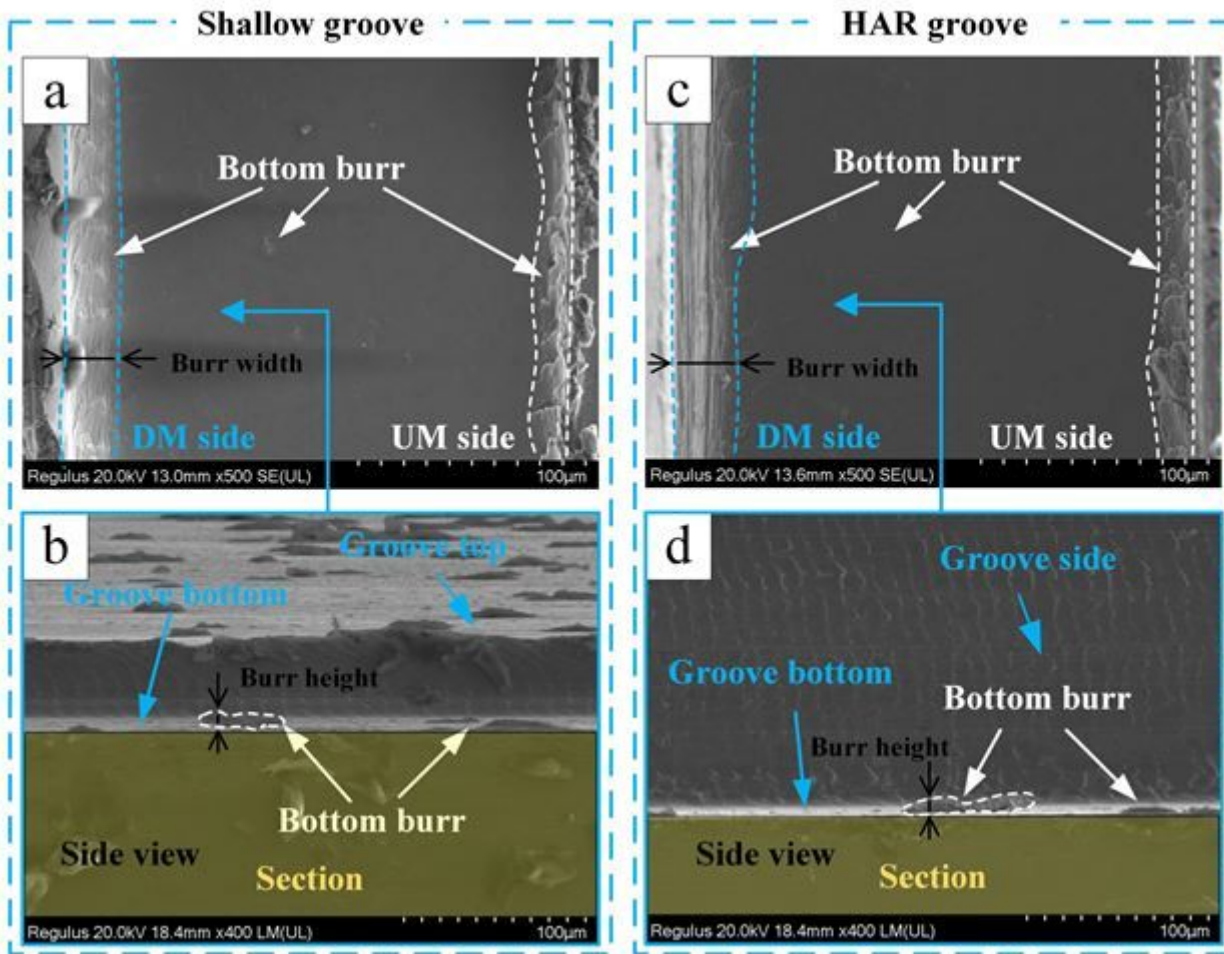 Shallow groove
a
Bottom burr
Burr width
DM side
UM side
Regulus 20.0kV 13.0mm x500 SE(UL)
100μm
b
Groove top
Groove bottom
Burr height
Bottom burr
Side view
Section
Regulus 20.0kV 18.4mm x400 LM(UL)
100μm
HAR groove
c
Bottom burr
Burr width
DM side
UM side
Regulus 20.0kV 13.6mm x500 SE(UL)
100μm
d
Groove side
Groove bottom
Bottom burr
Burr height
Side view
Section
Regulus 20.0kV 18.4mm x400 LM(UL)
100μm